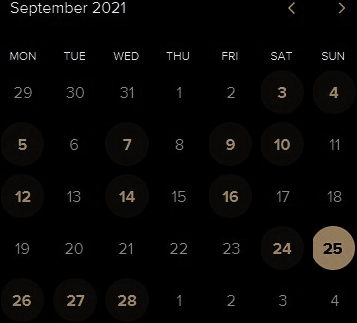 September 2021
MON TUE WED THU FRI SAT SUN
29 30 31 1 2 3 4
5 6 7 8 9 10 11
12 13 14 15 16 17 18
19 20 21 22 23 24 25
26 27 28 1 2 3 4